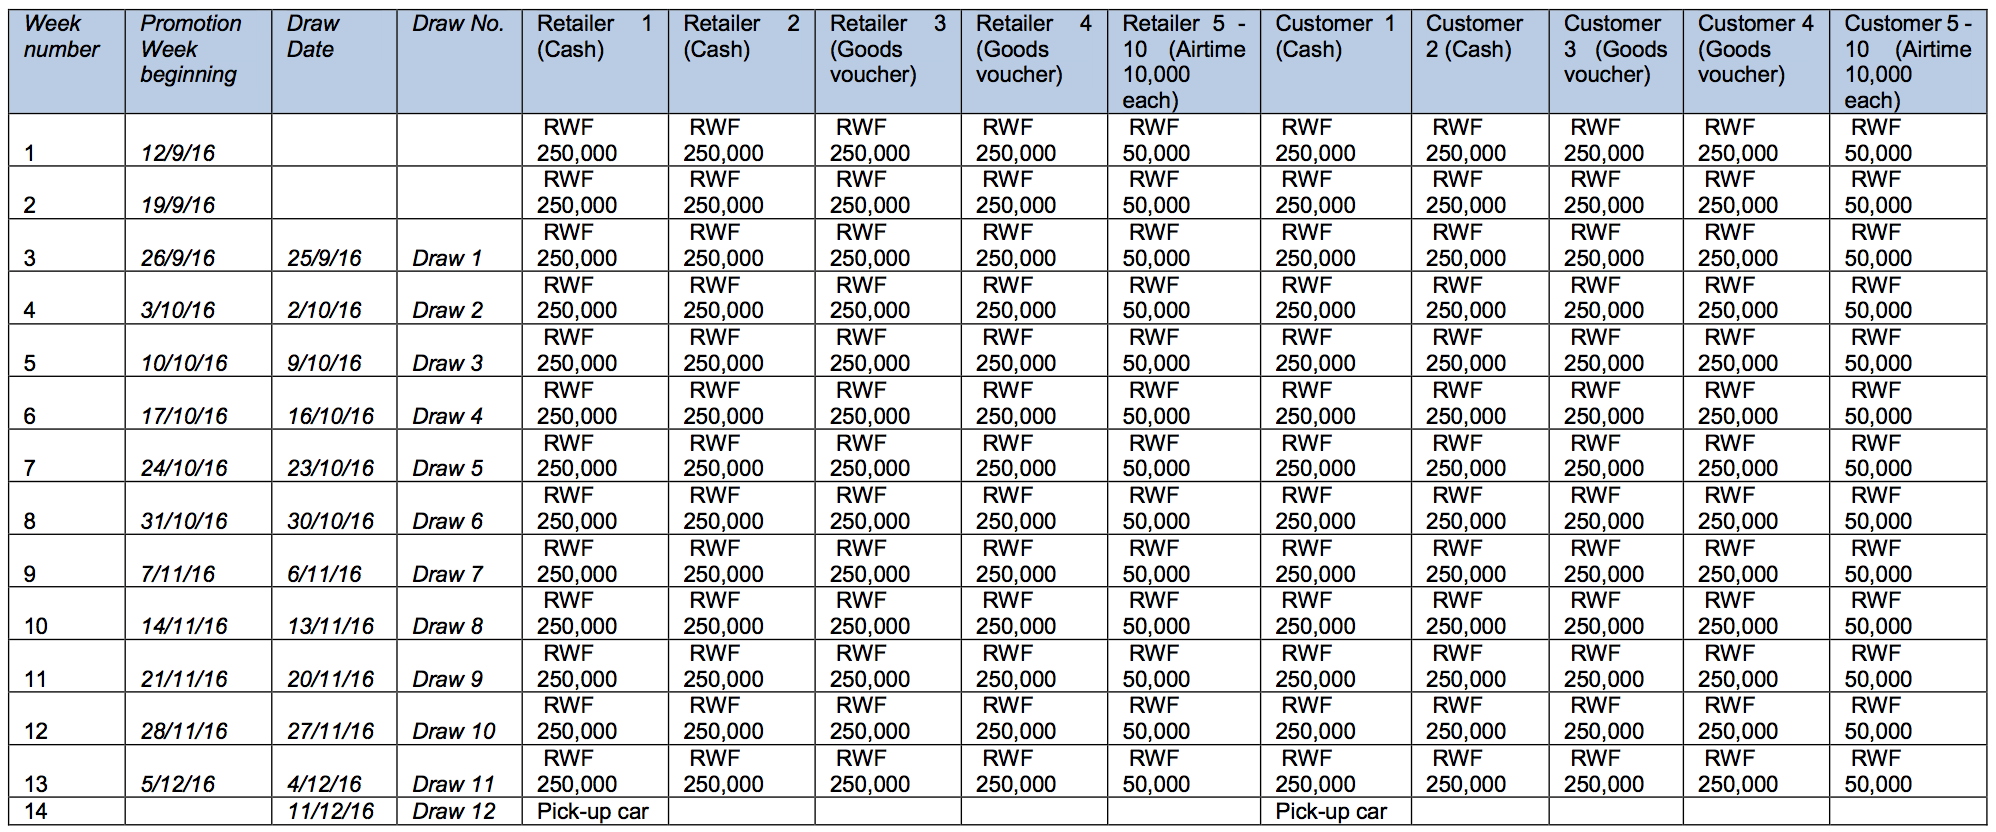 Week Promotion Draw Draw No. Retailer 1 Retailer 2 Retailer 3 Retailer 4 Retailer 5 - Customer 1 Customer Customer Customer 4 Customer 5 -
number Week Date (Cash) (Cash) (Goods (Goods 10 (Airtime (Cash) 2 (Cash) 3 (Goods (Goods 10 (Airtime
beginning voucher) voucher) 10,000 voucher) voucher) 10,000
each) each)
RWF RWF RWF RWF RWF RWF RWF RWF RWF RWF
1 12/9/16 250,000 250,000 250,000 250,000 50,000 250,000 250,000 250,000 250,000 50,000
RWF RWF RWF RWF RWF RWF RWF RWF RWF RWF
2 19/9/16 250,000 250,000 250,000 250,000 50,000 250,000 250,000 250,000 250,000 50,000
RWF RWF RWF RWF RWF RWF RWF RWF RWF RWF
3 26/9/16 25/9/16 Draw 1 250,000 250,000 250,000 250,000 50,000 250,000 250,000 250,000 250,000 50,000
RWF RWF RWF RWF RWF RWF RWF RWF RWF RWF
4 3/10/16 2/10/16 Draw 2 250,000 250,000 250,000 250,000 50,000 250,000 250,000 250,000 250,000 50,000
RWF RWF RWF RWF RWF RWF RWF RWF RWF RWF
5 10/10/16 9/10/16 Draw 3 250,000 250,000 250,000 250,000 50,000 250,000 250,000 250,000 250,000 50,000
RWF RWF RWF RWF RWF RWF RWF RWF RWF RWF
6 17/10/16 16/10/16 Draw 4 250,000 250,000 250,000 250,000 50,000 250,000 250,000 250,000 250,000 50,000
RWF RWF RWF RWF RWF RWF RWF RWF RWF RWF
7 24/10/16 23/10/16 Draw 5 250,000 250,000 250,000 250,000 50,000 250,000 250,000 250,000 250,000 50,000
RWF RWF RWF RWF RWF RWF RWF RWF RWF RWF
8 31/10/16 30/10/16 Draw 6 250,000 250,000 250,000 250,000 50,000 250,000 250,000 250,000 250,000 50,000
RWF RWF RWF RWF RWF RWF RWF RWF RWF RWF
9 7/11/16 6/11/16 Draw 7 250,000 250,000 250,000 250,000 50,000 250,000 250,000 250,000 250,000 50,000
RWF RWF RWF RWF RWF RWF RWF RWF RWF RWF
10 14/11/16 13/11/16 Draw 8 250,000 250,000 250,000 250,000 50,000 250,000 250,000 250,000 250,000 50,000
RWF RWF RWF RWF RWF RWF RWF RWF RWF RWF
11 21/11/16 20/11/16 Draw 9 250,000 250,000 250,000 250,000 50,000 250,000 250,000 250,000 250,000 50,000
RWF RWF RWF RWF RWF RWF RWF RWF RWF RWF
12 28/11/16 27/11/16 Draw 10 250,000 250,000 250,000 250,000 50,000 250,000 250,000 250,000 250,000 50,000
RWF RWF RWF RWF RWF RWF RWF RWF RWF RWF
13 5/12/16 4/12/16 Draw 11 250,000 250,000 250,000 250,000 50,000 250,000 250,000 250,000 250,000 50,000
14 11/12/16 Draw 12 Pick-up car Pick-up car